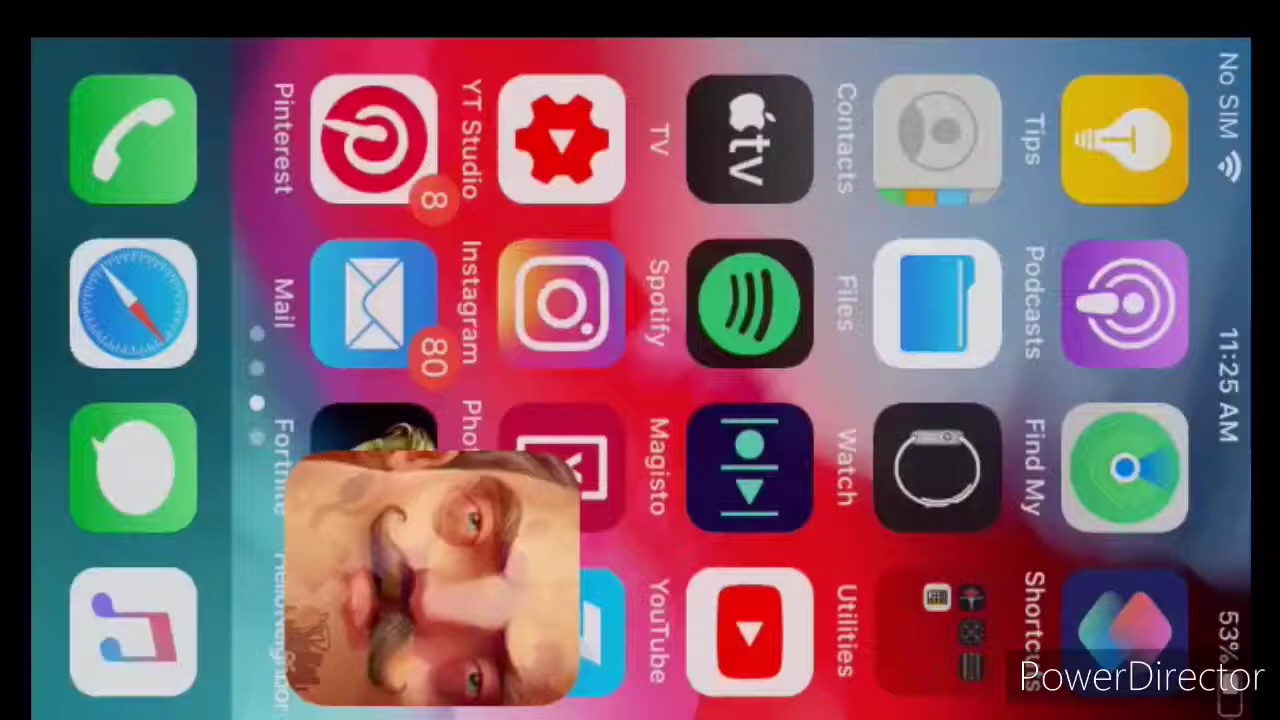 No SIM 11:25 AM 53%
Tips Podcasts Find My
Contacts Files Watch Utilities
tv
TV Spotify Magisto YouTube
YT Studio Instagram
8 80
Pinterest Mail
PowerDirector